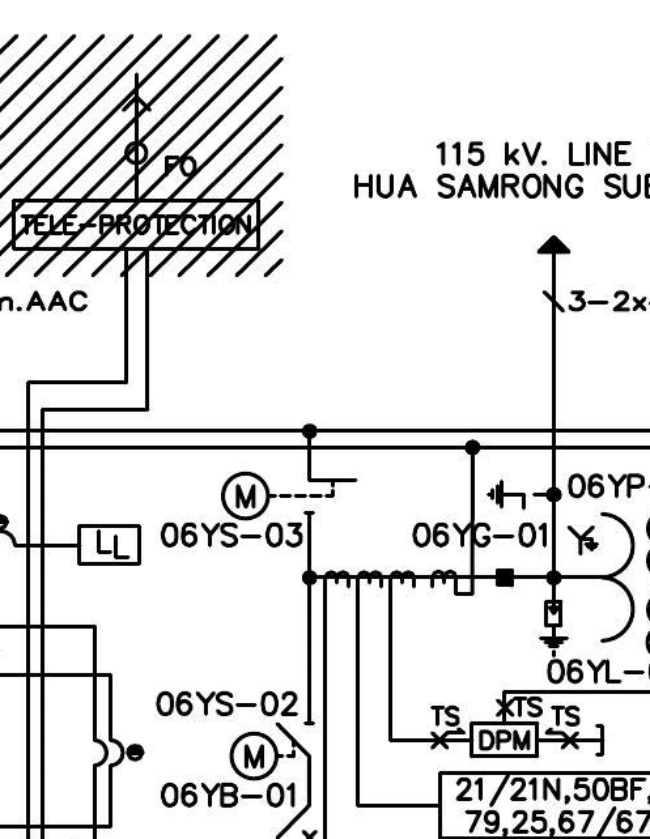 FO
TELE-PROTECTION
115 kV. LINE
HUA SAMRONG SUB
m.AAC
3-2x
M
06YP-
06YS-03
06YG-01
LL
06YL-
06YS-02
TS
TS
TS
M
DPM
06YB-01
21/21N,50BF,
79,25,67/67